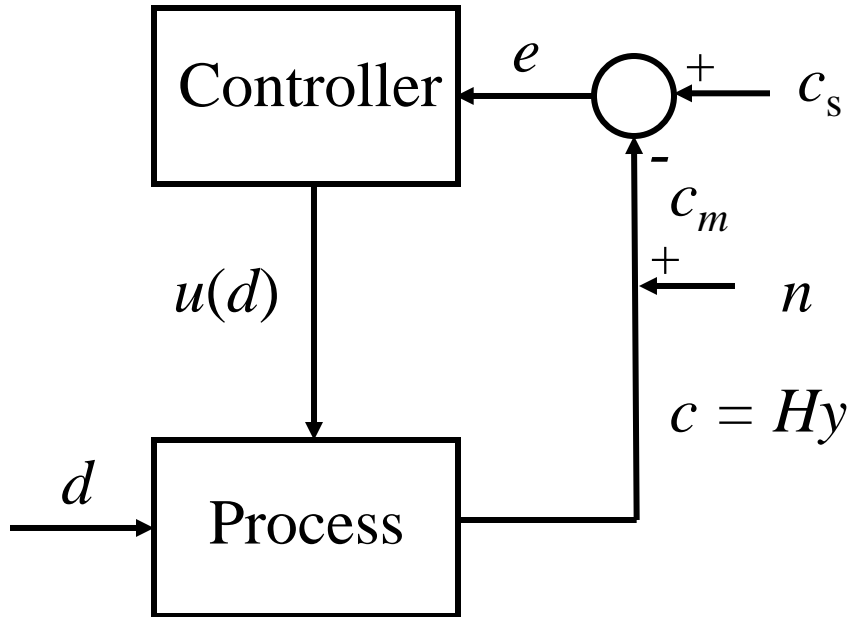 Controller
e
+
c_s
-
c_m
u(d)
+
n
c = Hy
d
Process